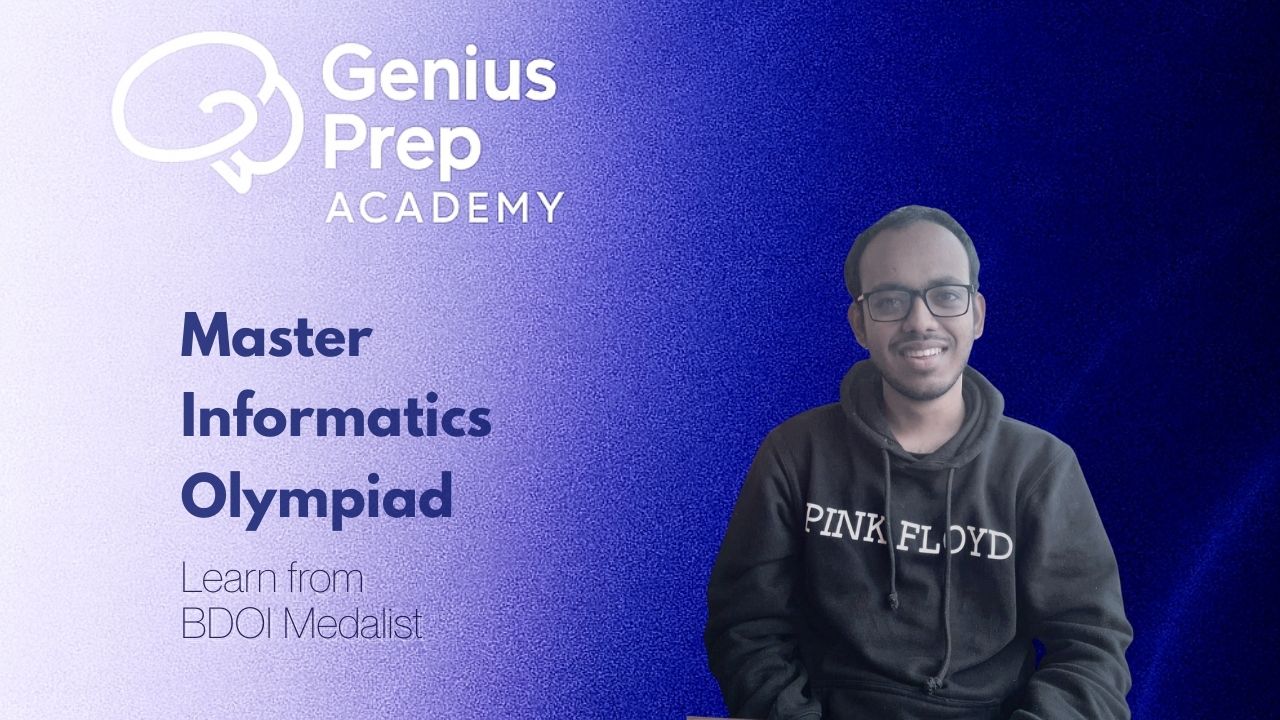 Genius
Prep
ACADEMY
Master
Informatics
Olympiad
Learn from
BDOI Medalist
PINK FLOYD